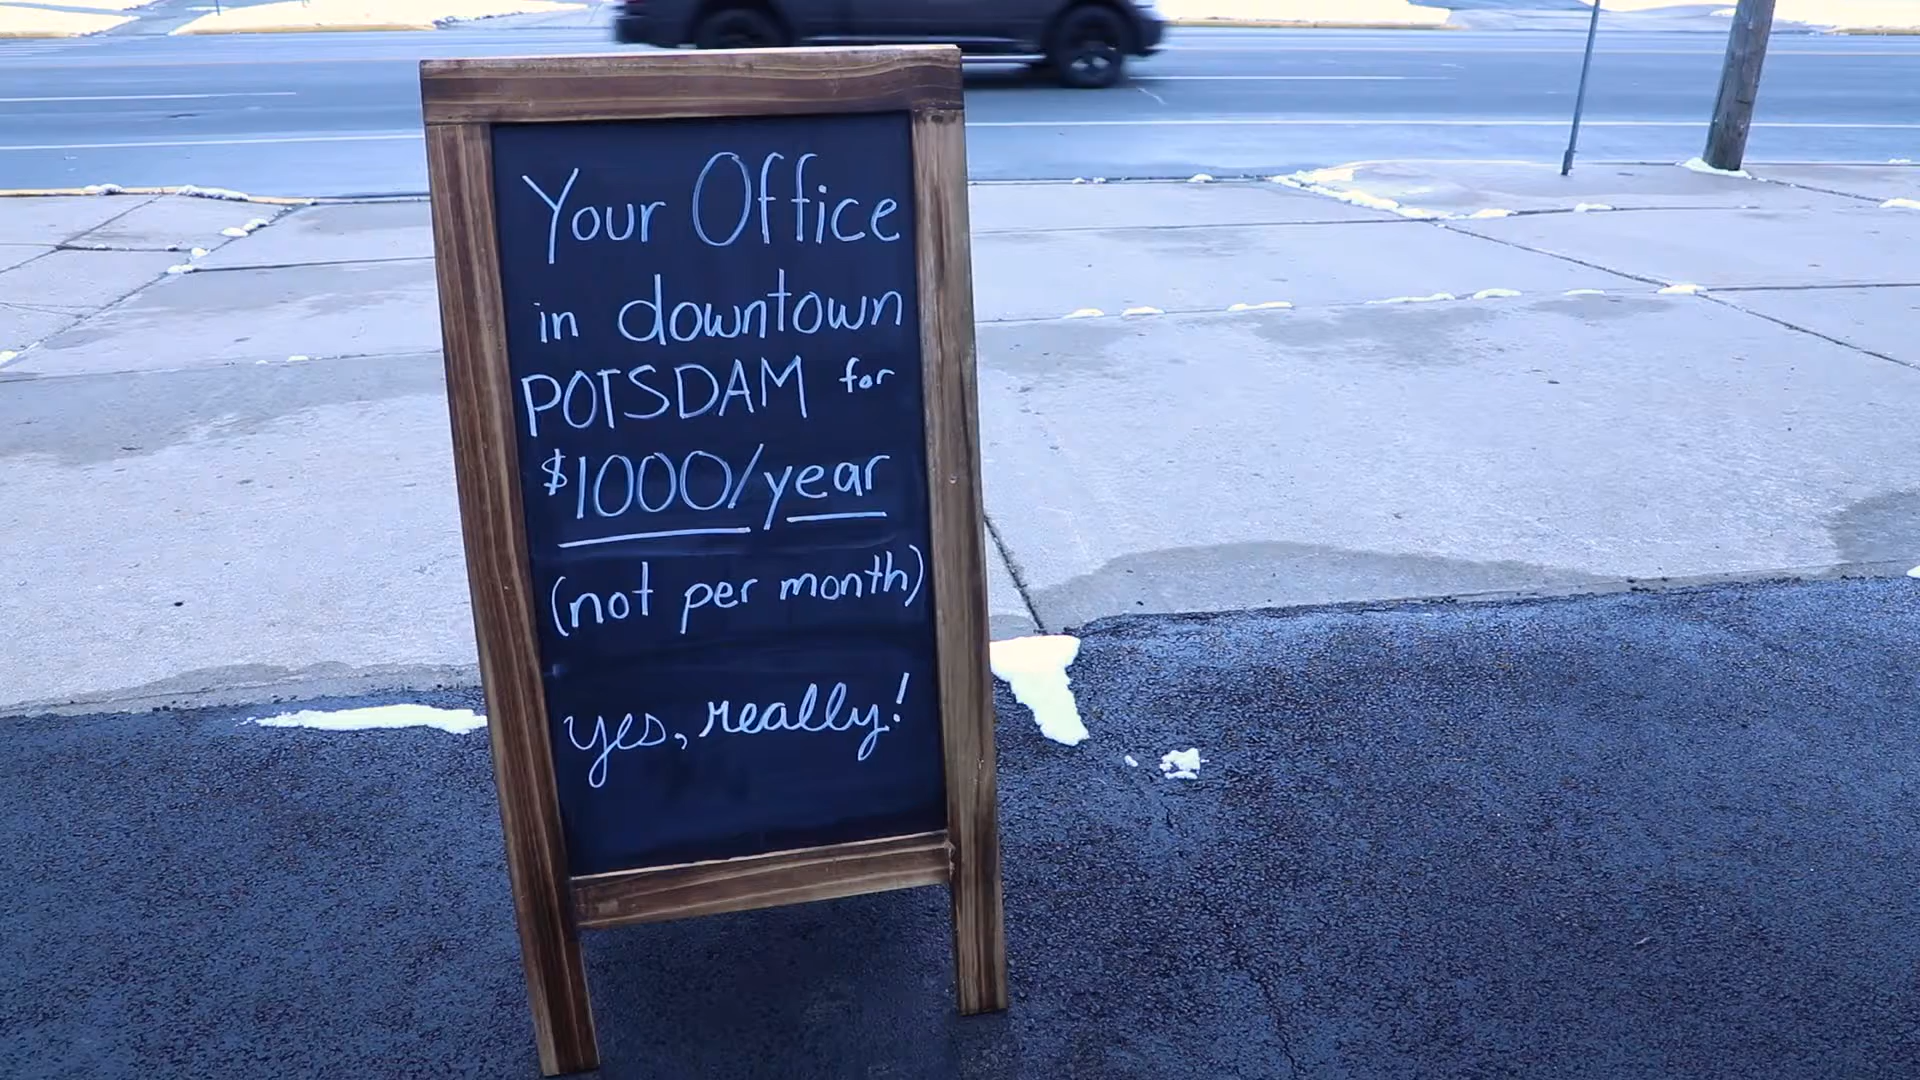 Your Office
in downtown
POTSDAM for
$1000/year
(not per month)
yes, really!